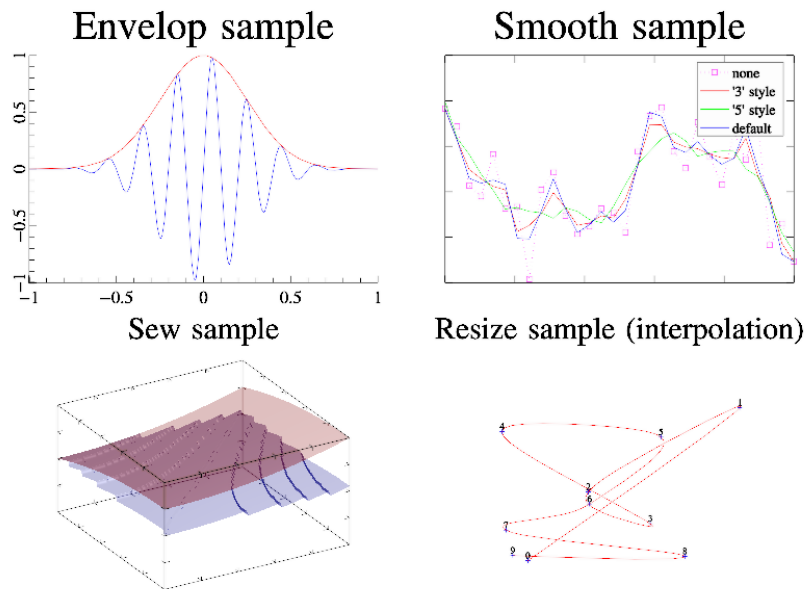 Envelop sample
Smooth sample
1
0.5
0
−0.5
−1
−1
−0.5
0
0.5
1
none
'3' style
'5' style
default
Sew sample
Resize sample (interpolation)
1
4
5
2
6
3
7
9
0
8